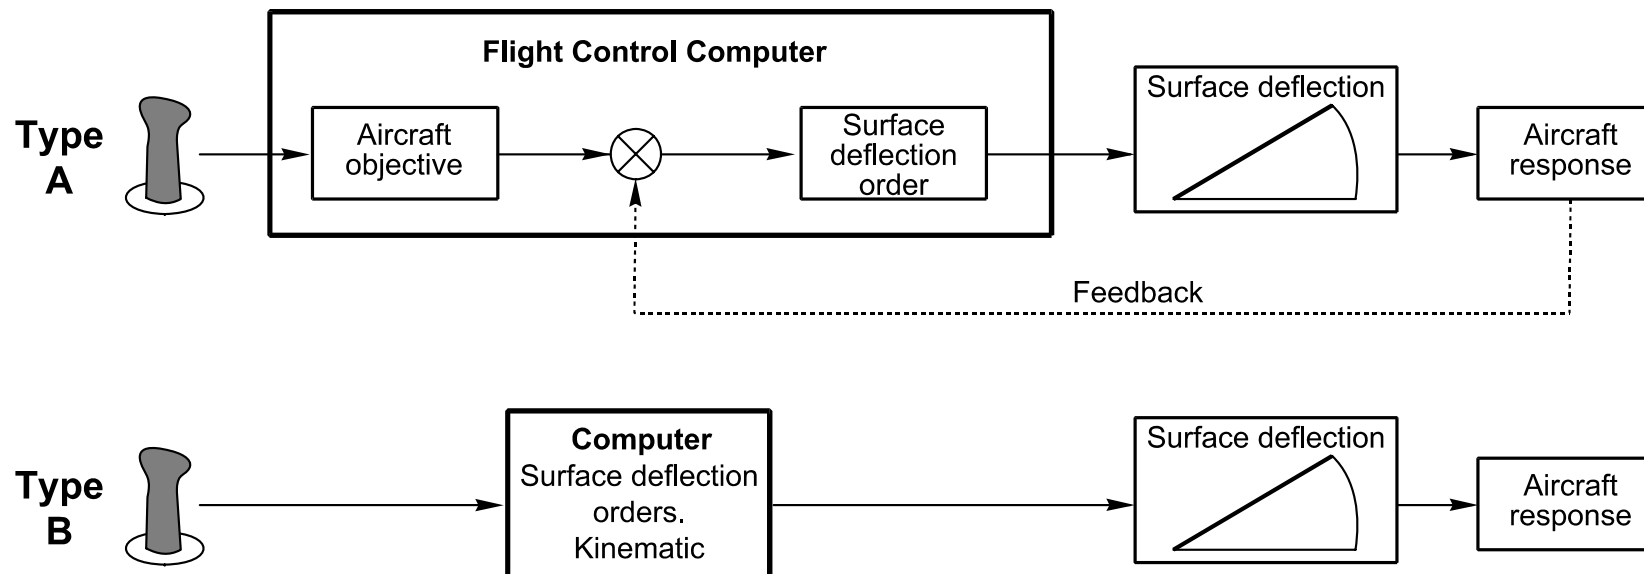 Flight Control Computer
Type
A
Aircraft
objective
Surface
deflection
order
Surface deflection
Aircraft
response
Feedback
Type
B
Computer
Surface deflection
orders.
Kinematic
Surface deflection
Aircraft
response